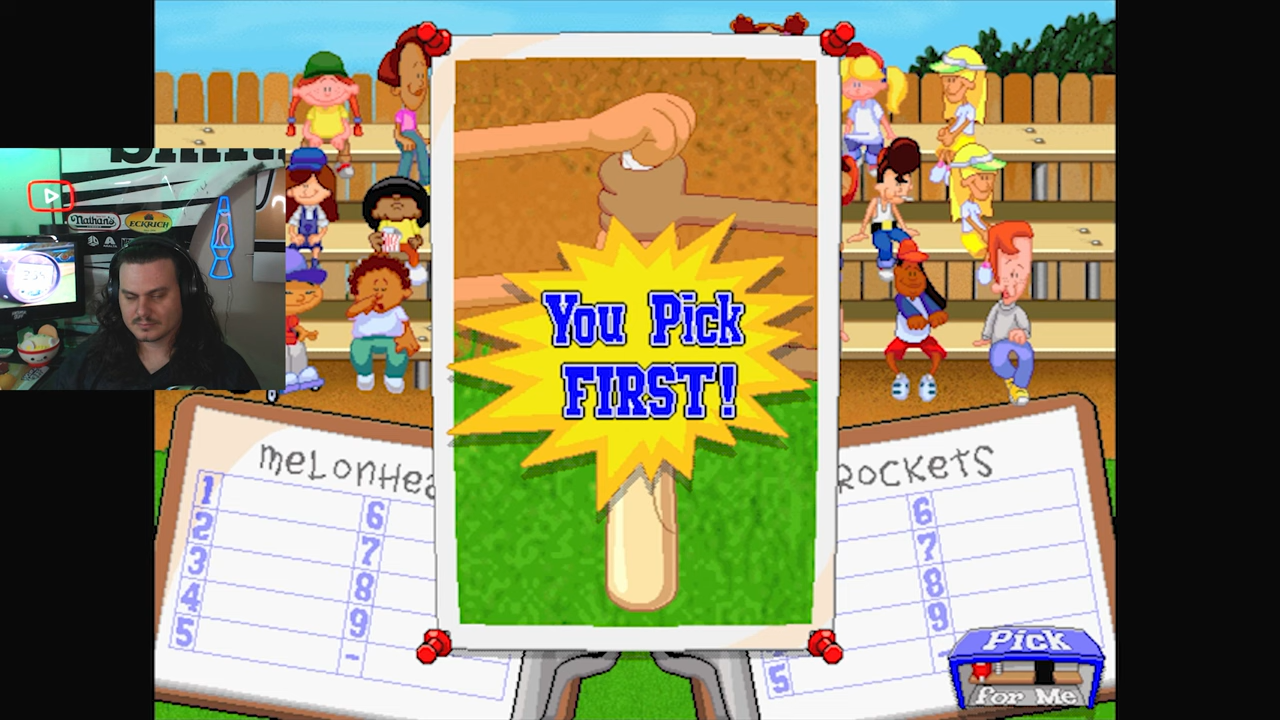 Nathan's
ECKRICH
You Pick
FIRST!
MeLonHea
1
2
3
4
5
6
7
8
9
-
ROCKETS
6
7
8
9
-
5
Pick
for Me